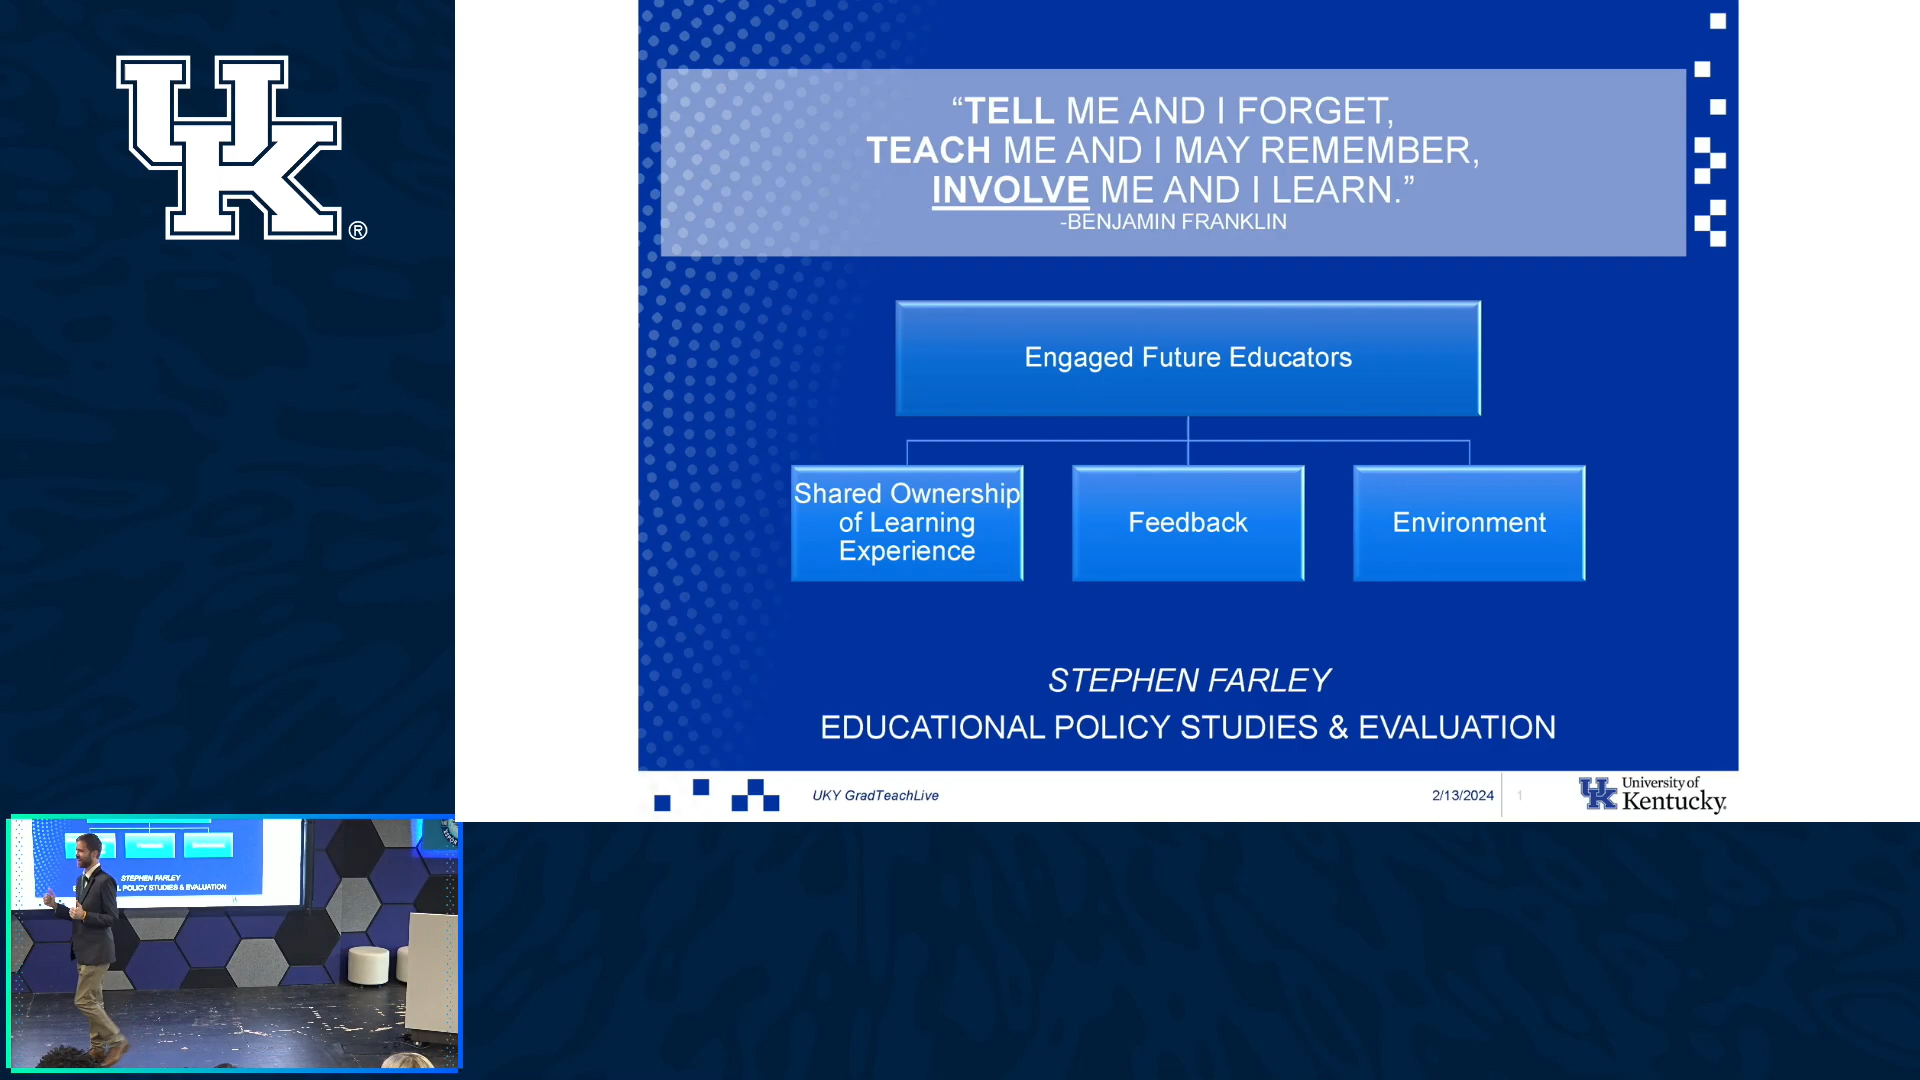 UK®
“TELL ME AND I FORGET,
TEACH ME AND I MAY REMEMBER,
INVOLVE ME AND I LEARN.”
-BENJAMIN FRANKLIN
Engaged Future Educators
Shared Ownership
of Learning
Experience
Feedback
Environment
STEPHEN FARLEY
EDUCATIONAL POLICY STUDIES & EVALUATION
UKY GradTeachLive
2/13/2024
1
UK
University of
Kentucky.
STEPHEN FARLEY
POLICY STUDIES & EVALUATION